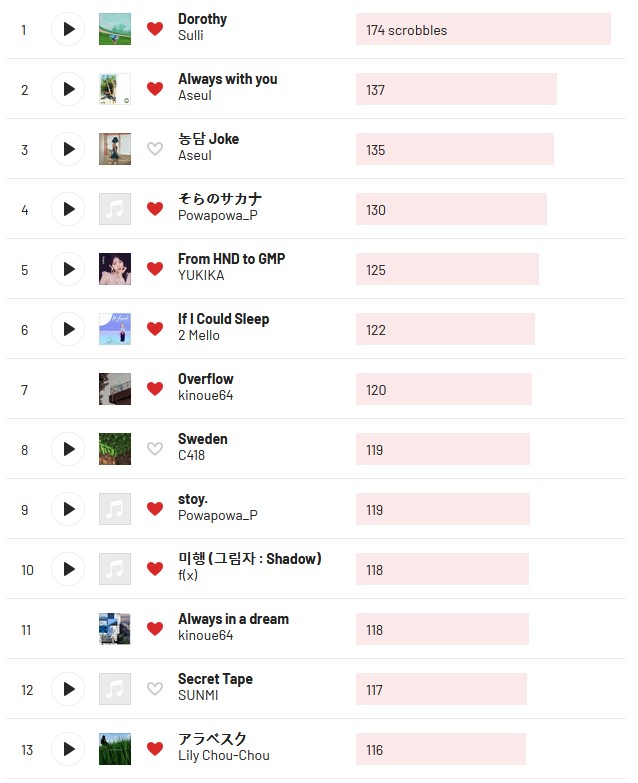 1
Dorothy
Sulli
174 scrobbles
2
Always with you
Aseul
137
3
농담 Joke
Aseul
135
4
そらのサカナ
Powapowa_P
130
5
From HND to GMP
YUKIKA
125
6
If I Could Sleep
2 Mello
122
7
Overflow
kinoue64
120
8
Sweden
C418
119
9
stoy.
Powapowa_P
119
10
미행 (그림자 : Shadow)
f(x)
118
11
Always in a dream
kinoue64
118
12
Secret Tape
SUNMI
117
13
アラベスク
Lily Chou-Chou
116